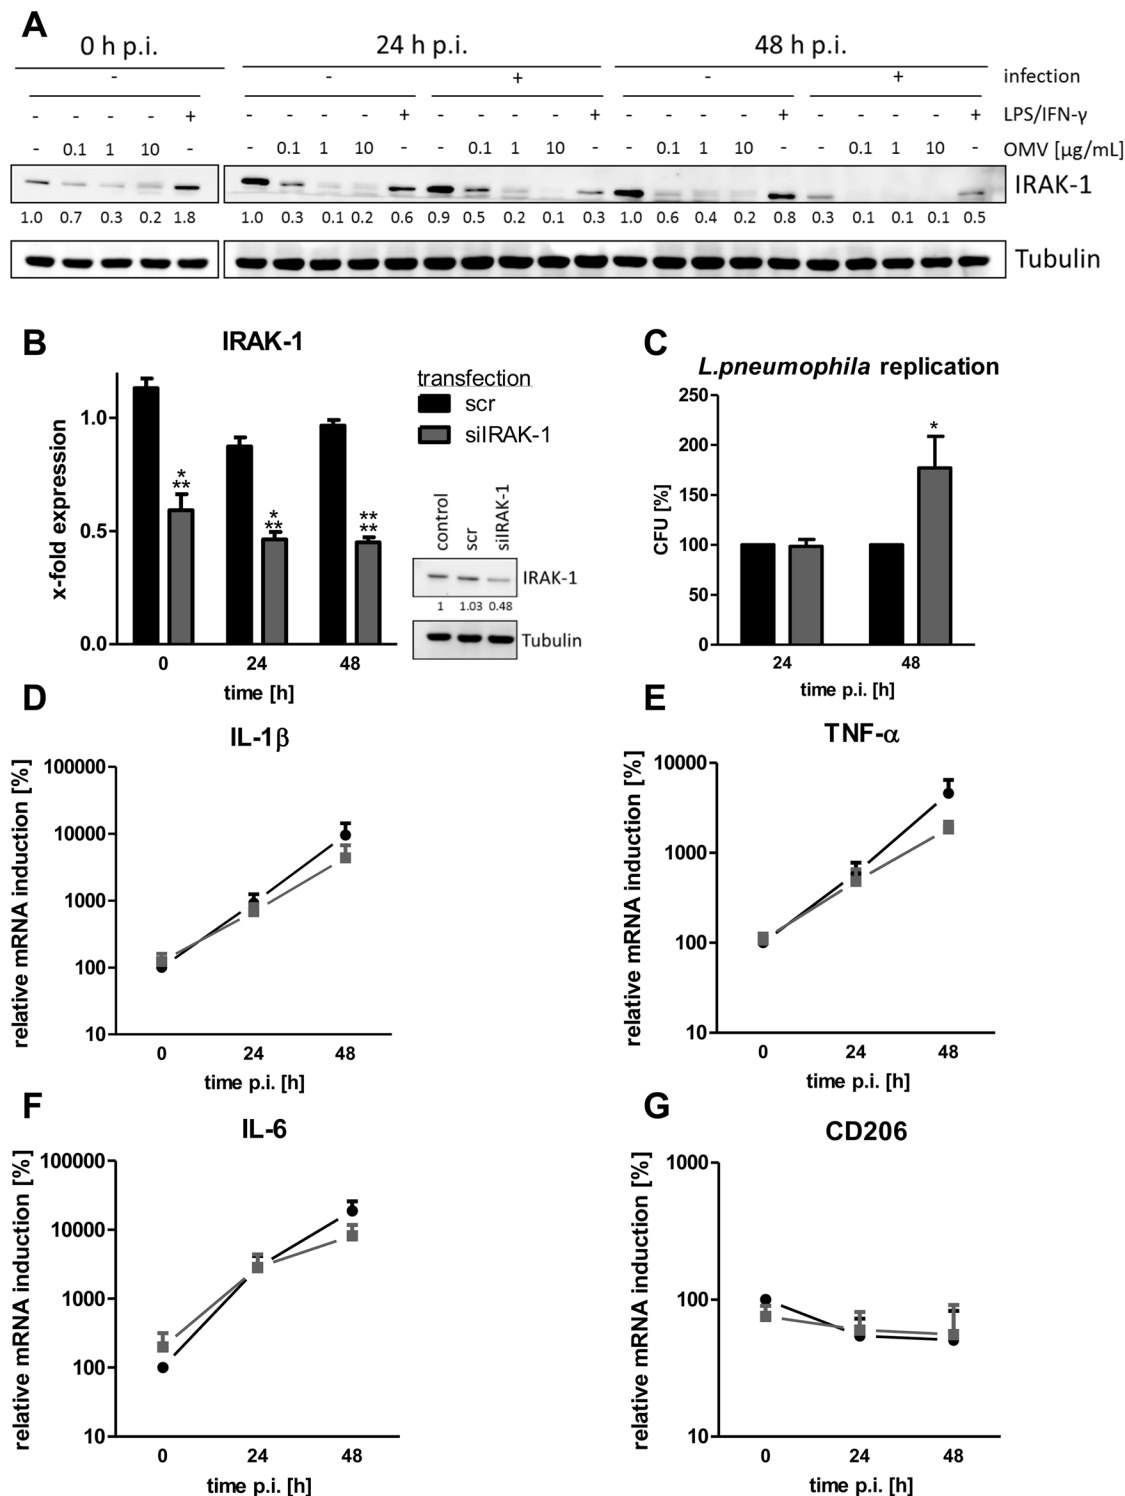 A
0 h p.i. 24 h p.i. 48 h p.i.
- - + - + infection
- - - - + - - - - + - - - - + - - - - + - - - - + LPS/IFN-γ
- 0.1 1 10 - - 0.1 1 10 - - 0.1 1 10 - - 0.1 1 10 - - 0.1 1 10 - OMV [µg/mL]
IRAK-1
1.0 0.7 0.3 0.2 1.8 1.0 0.3 0.1 0.2 0.6 0.9 0.5 0.2 0.1 0.3 1.0 0.6 0.4 0.2 0.8 0.3 0.1 0.1 0.1 0.5
Tubulin
B
IRAK-1
x-fold expression
1.0
0.5
0.0
*
**
*
**
**
**
0 24 48
time [h]
transfection
scr
siIRAK-1
control
scr
siIRAK-1
IRAK-1
1 1.03 0.48
Tubulin
C
L.pneumophila replication
CFU [%]
250
200
150
100
50
0
*
24 48
time p.i. [h]
D
IL-1β
relative mRNA induction [%]
100000
10000
1000
100
10
0 24 48
time p.i. [h]
E
TNF-α
relative mRNA induction [%]
10000
1000
100
10
0 24 48
time p.i. [h]
F
IL-6
relative mRNA induction [%]
100000
10000
1000
100
10
0 24 48
time p.i. [h]
G
CD206
relative mRNA induction [%]
1000
100
10
0 24 48
time p.i. [h]